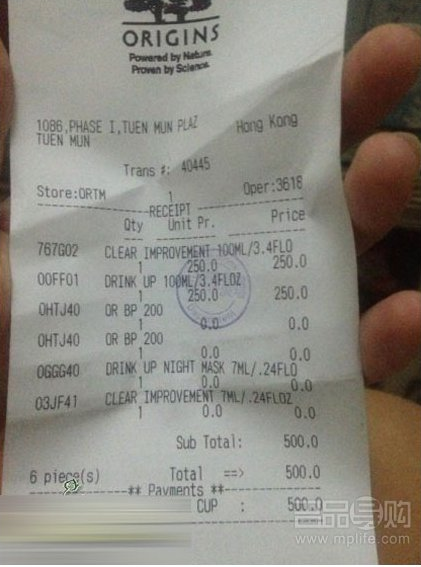 ORIGINS
Powered by Nature.
Proven by Science.
1086,PHASE I,TUEN MUN PLAZ Hong Kong
TUEN MUN
Trans #: 40445
Store:ORTM 1 Oper:3618
RECEIPT
Qty Unit Pr. Price
767G02 CLEAR IMPROVEMENT 100ML/3.4FLO
1 250.0 250.0
00FF01 DRINK UP 100ML/3.4FLOZ
1 250.0 250.0
0HTJ40 OR BP 200
1 0.0 0.0
0HTJ40 OR BP 200
1 0.0 0.0
0GGG40 DRINK UP NIGHT MASK 7ML/.24FLO
1 0.0 0.0
03JF41 CLEAR IMPROVEMENT 7ML/.24FLOZ
1 0.0 0.0
Sub Total: 500.0
6 piece(s) Total ==> 500.0
** Payments **
CUP : 500.0
www.mplife.com